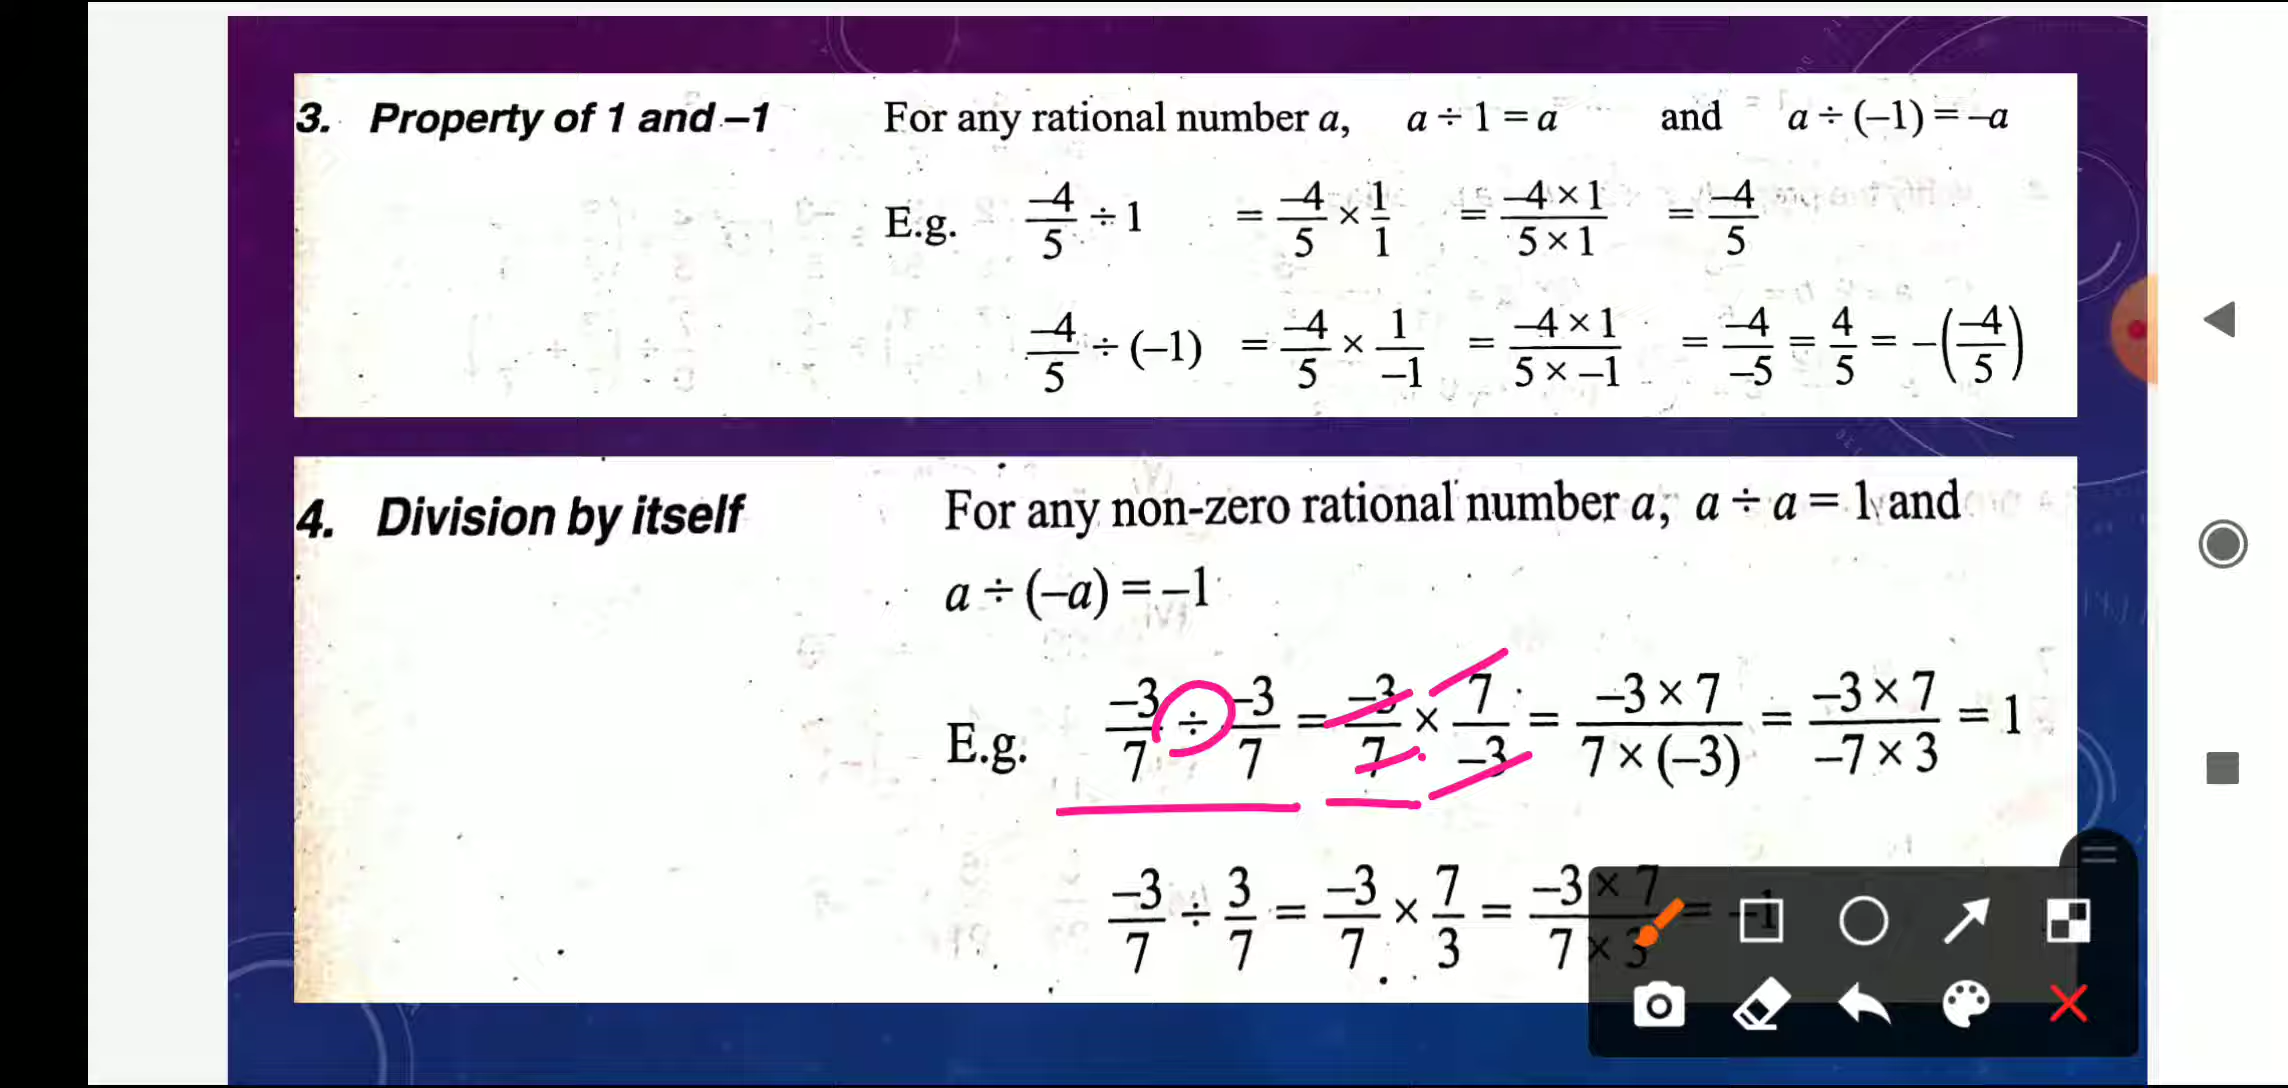 3. Property of 1 and –1 For any rational number a, a ÷ 1 = a and a ÷ (–1) = –a
E.g. –4/5 ÷ 1 = –4/5 × 1/1 = –4 × 1/5 × 1 = –4/5
–4/5 ÷ (–1) = –4/5 × 1/–1 = –4 × 1/5 × –1 = –4/–5 = 4/5 = –(–4/5)
4. Division by itself For any non-zero rational number a, a ÷ a = 1 and
a ÷ (–a) = –1
E.g. –3/7 ÷ –3/7 = –3/7 × 7/–3 = –3 × 7/7 × (–3) = –3 × 7/–7 × 3 = 1
–3/7 ÷ 3/7 = –3/7 × 7/3 = –3 × 7/7 × 3 = –1